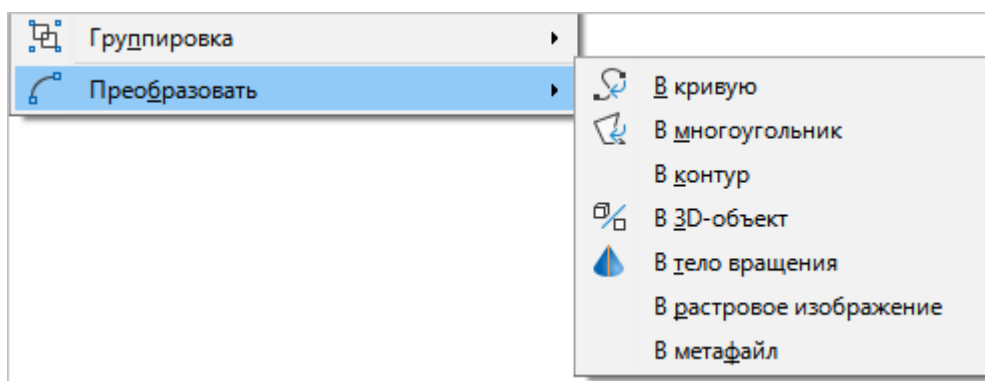 Группировка
Преобразовать
В кривую
В многоугольник
В контур
В 3D-объект
В тело вращения
В растровое изображение
В метафайл